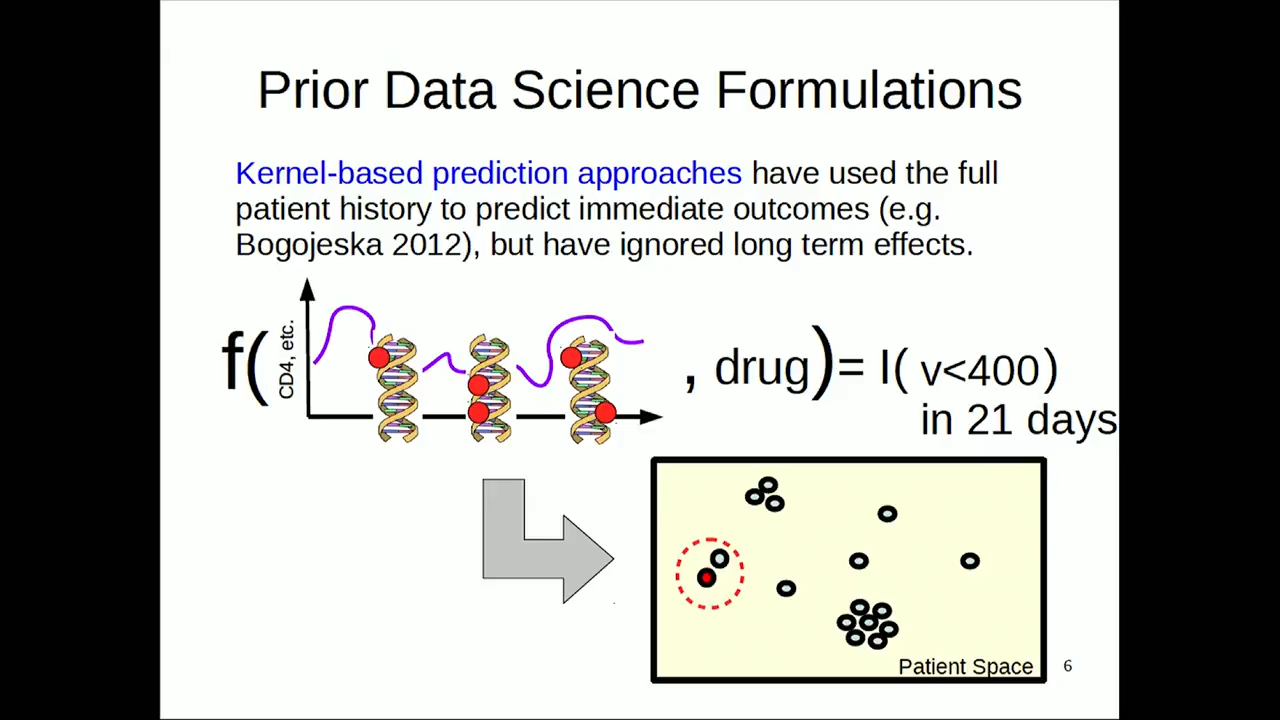 Prior Data Science Formulations
Kernel-based prediction approaches have used the full
patient history to predict immediate outcomes (e.g.
Bogojeska 2012), but have ignored long term effects.
f(
CD4, etc.
, drug)= I( v<400)
in 21 days
Patient Space
6